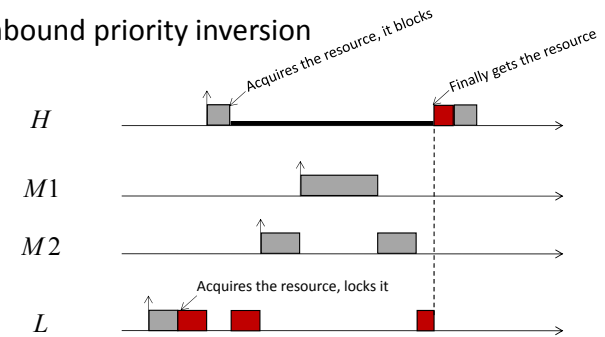 nbound priority inversion
Acquires the resource, it blocks
Finally gets the resource
H
M1
M2
Acquires the resource, locks it
L